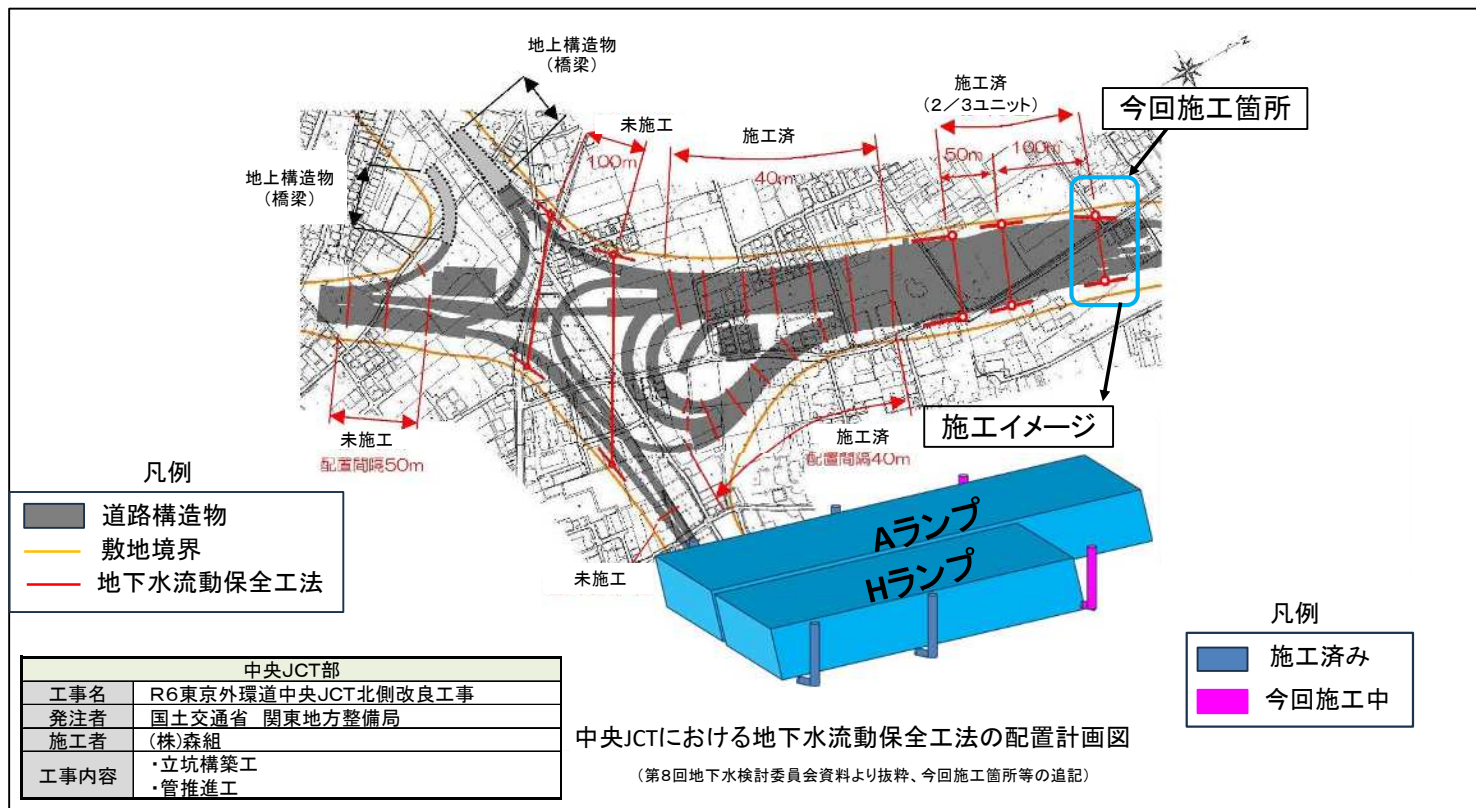 地上構造物
(橋梁)
地上構造物
(橋梁)
未施工
100m
施工済
40m
施工済
(2/3ユニット)
50m
100m
N
今回施工箇所
施工イメージ
未施工
配置間隔50m
施工済
配置間隔40m
未施工
凡例
道路構造物
敷地境界
地下水流動保全工法
Aランプ
Hランプ
凡例
施工済み
今回施工中
中央JCT部
工事名 R6東京外環道中央JCT北側改良工事
発注者 国土交通省 関東地方整備局
施工者 (株)森組
工事内容 ・立坑構築工
・管推進工
中央JCTにおける地下水流動保全工法の配置計画図
(第8回地下水検討委員会資料より抜粋、今回施工箇所等の追記)